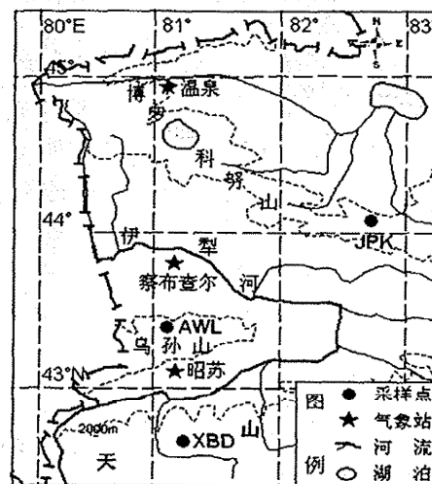 80°E 81° 82° 83
N
E
S
45°
博 温泉
罗
科
努
山
44°
JPK
伊 犁
察布查尔 河
AWL
乌 孙 山
昭苏
43°N
2000m
XBD 山
天
图 例
采样点
气象站
河 流
湖 泊